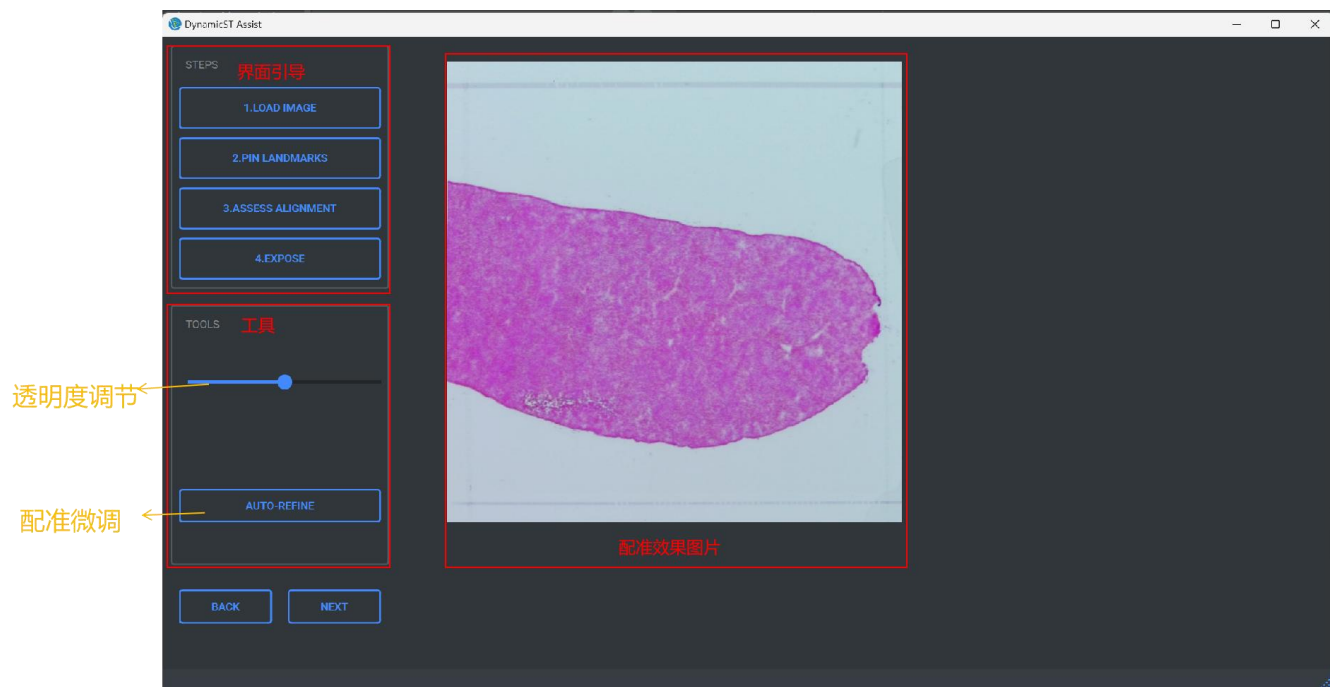 DynamicST Assist
STEPS
界面引导
1.LOAD IMAGE
2.PIN LANDMARKS
3.ASSESS ALIGNMENT
4.EXPOSE
TOOLS
工具
透明度调节
AUTO-REFINE
配准微调
配准效果图片
BACK
NEXT